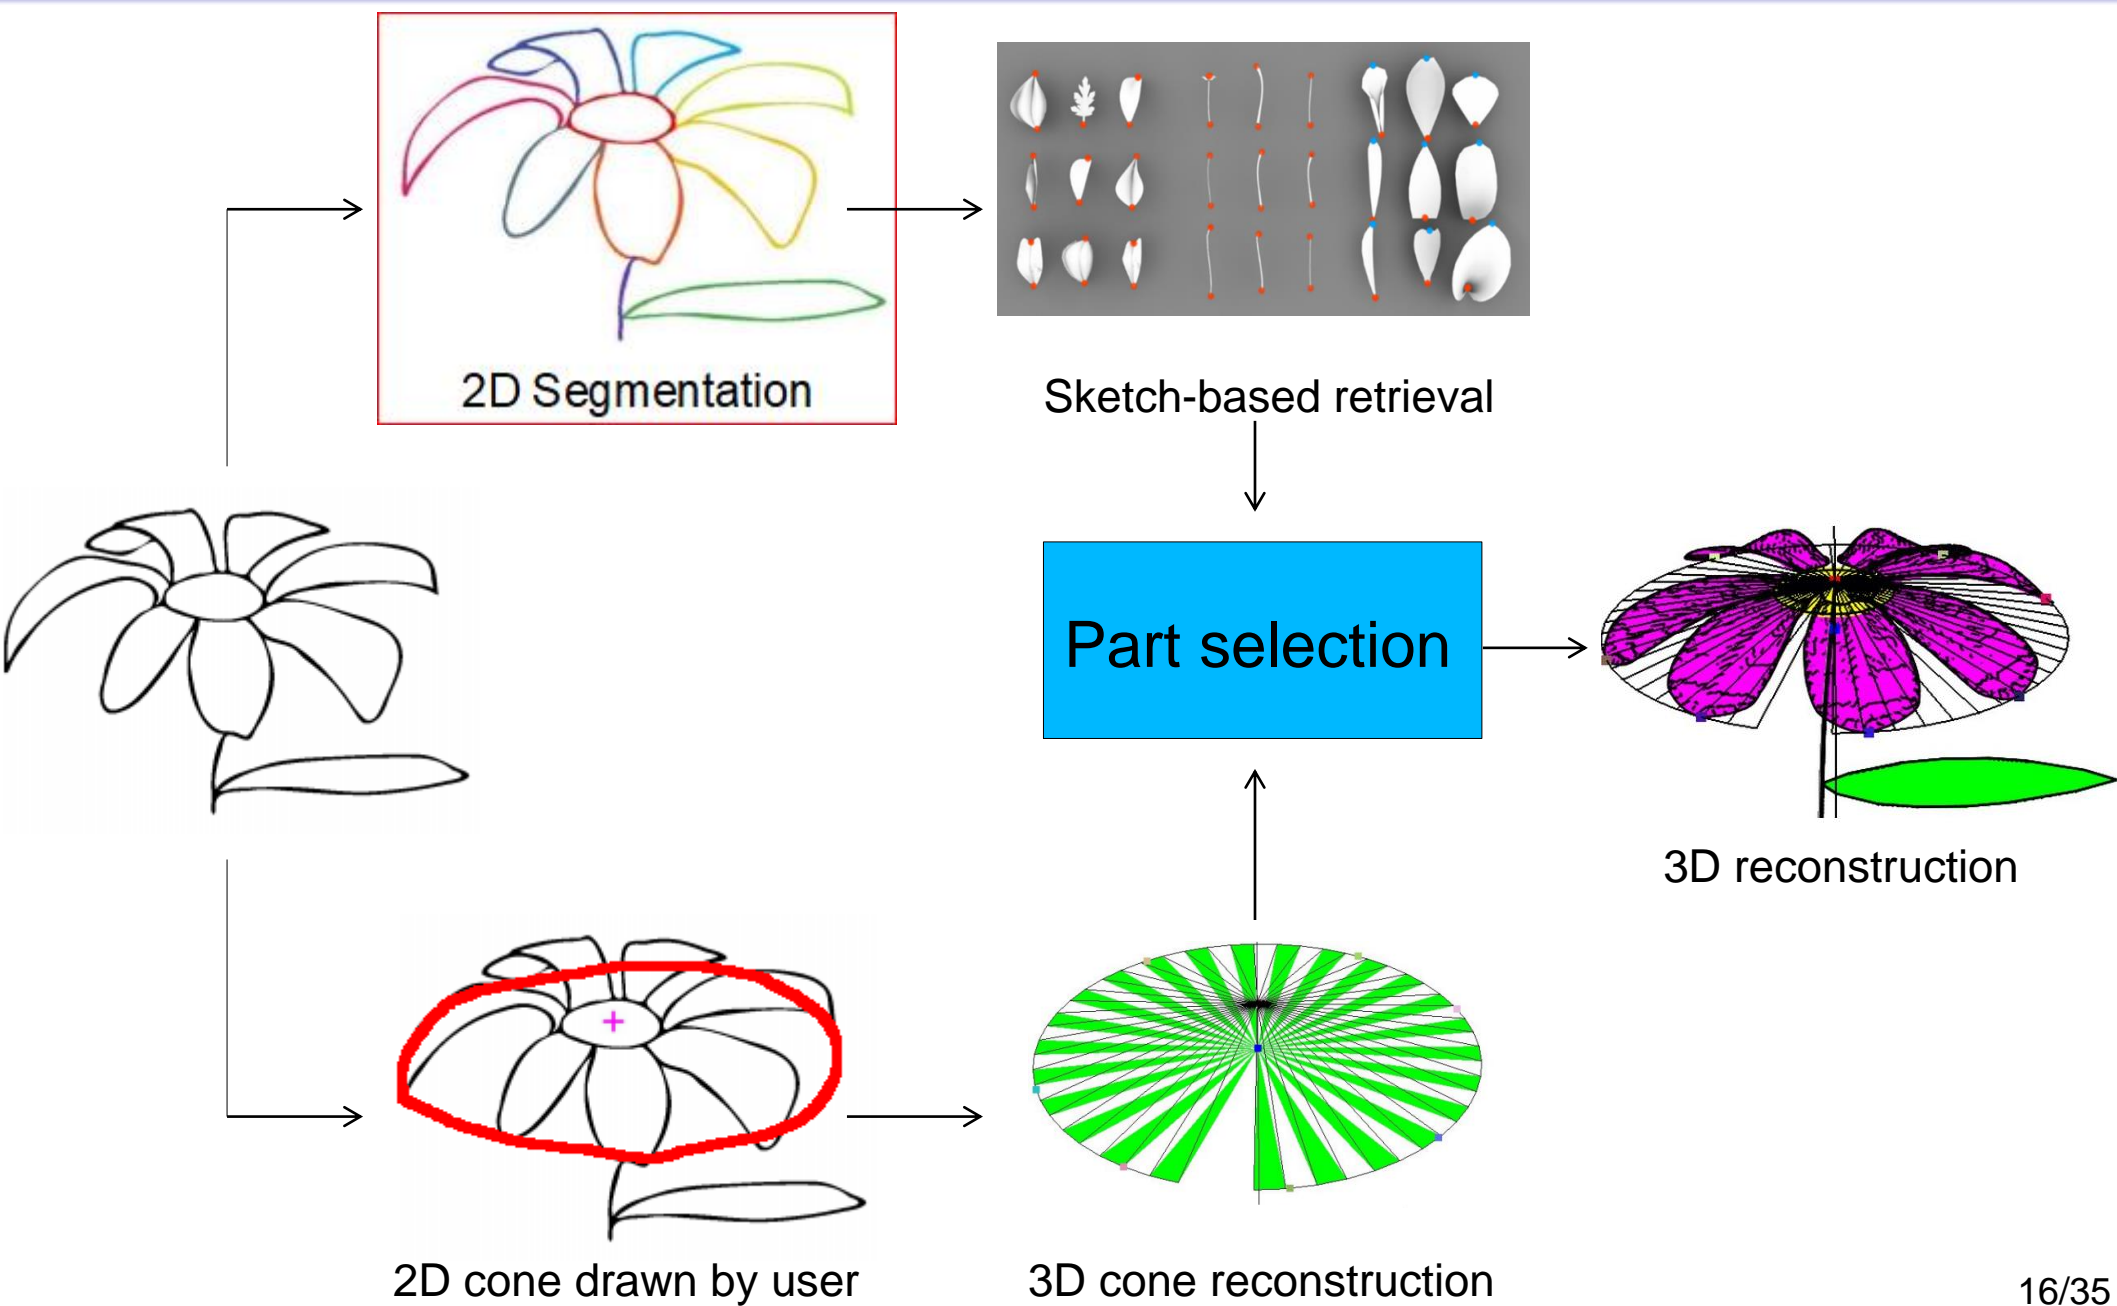 2D Segmentation
Sketch-based retrieval
Part selection
3D reconstruction
2D cone drawn by user
3D cone reconstruction
16/35